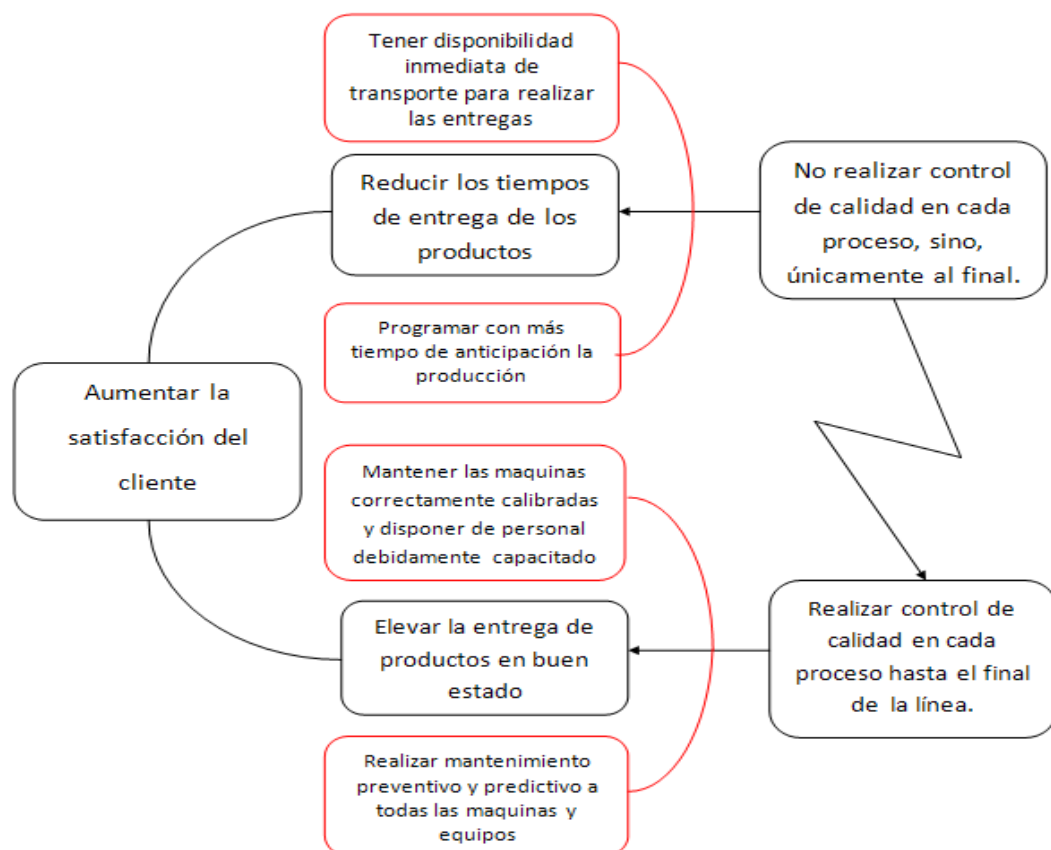 Tener disponibilidad
inmediata de
transporte para realizar
las entregas
Reducir los tiempos
de entrega de los
productos
No realizar control
de calidad en cada
proceso, sino,
únicamente al final.
Programar con más
tiempo de anticipación la
producción
Aumentar la
satisfacción del
cliente
Mantener las maquinas
correctamente calibradas
y disponer de personal
debidamente capacitado
Elevar la entrega de
productos en buen
estado
Realizar control de
calidad en cada
proceso hasta el final
de la línea.
Realizar mantenimiento
preventivo y predictivo a
todas las maquinas y
equipos